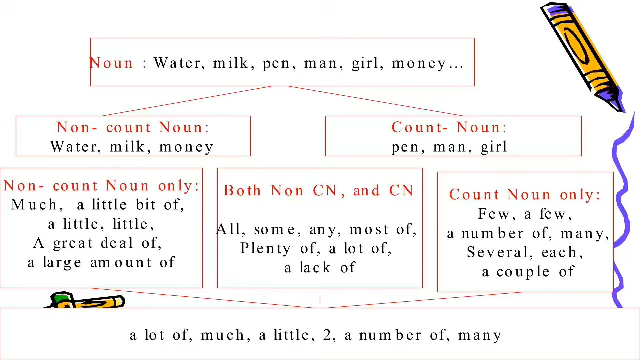 Noun : Water, milk, pen, man, girl, money…
Non- count Noun:
Water, milk, money
Count- Noun:
pen, man, girl
Non- count Noun only:
Much, a little bit of,
a little, little,
A great deal of,
a large amount of
Both Non CN, and CN
All, some, any, most of,
Plenty of, a lot of,
a lack of
Count Noun only:
Few, a few,
a number of, many,
Several, each,
a couple of
a lot of, much, a little, 2, a number of, many